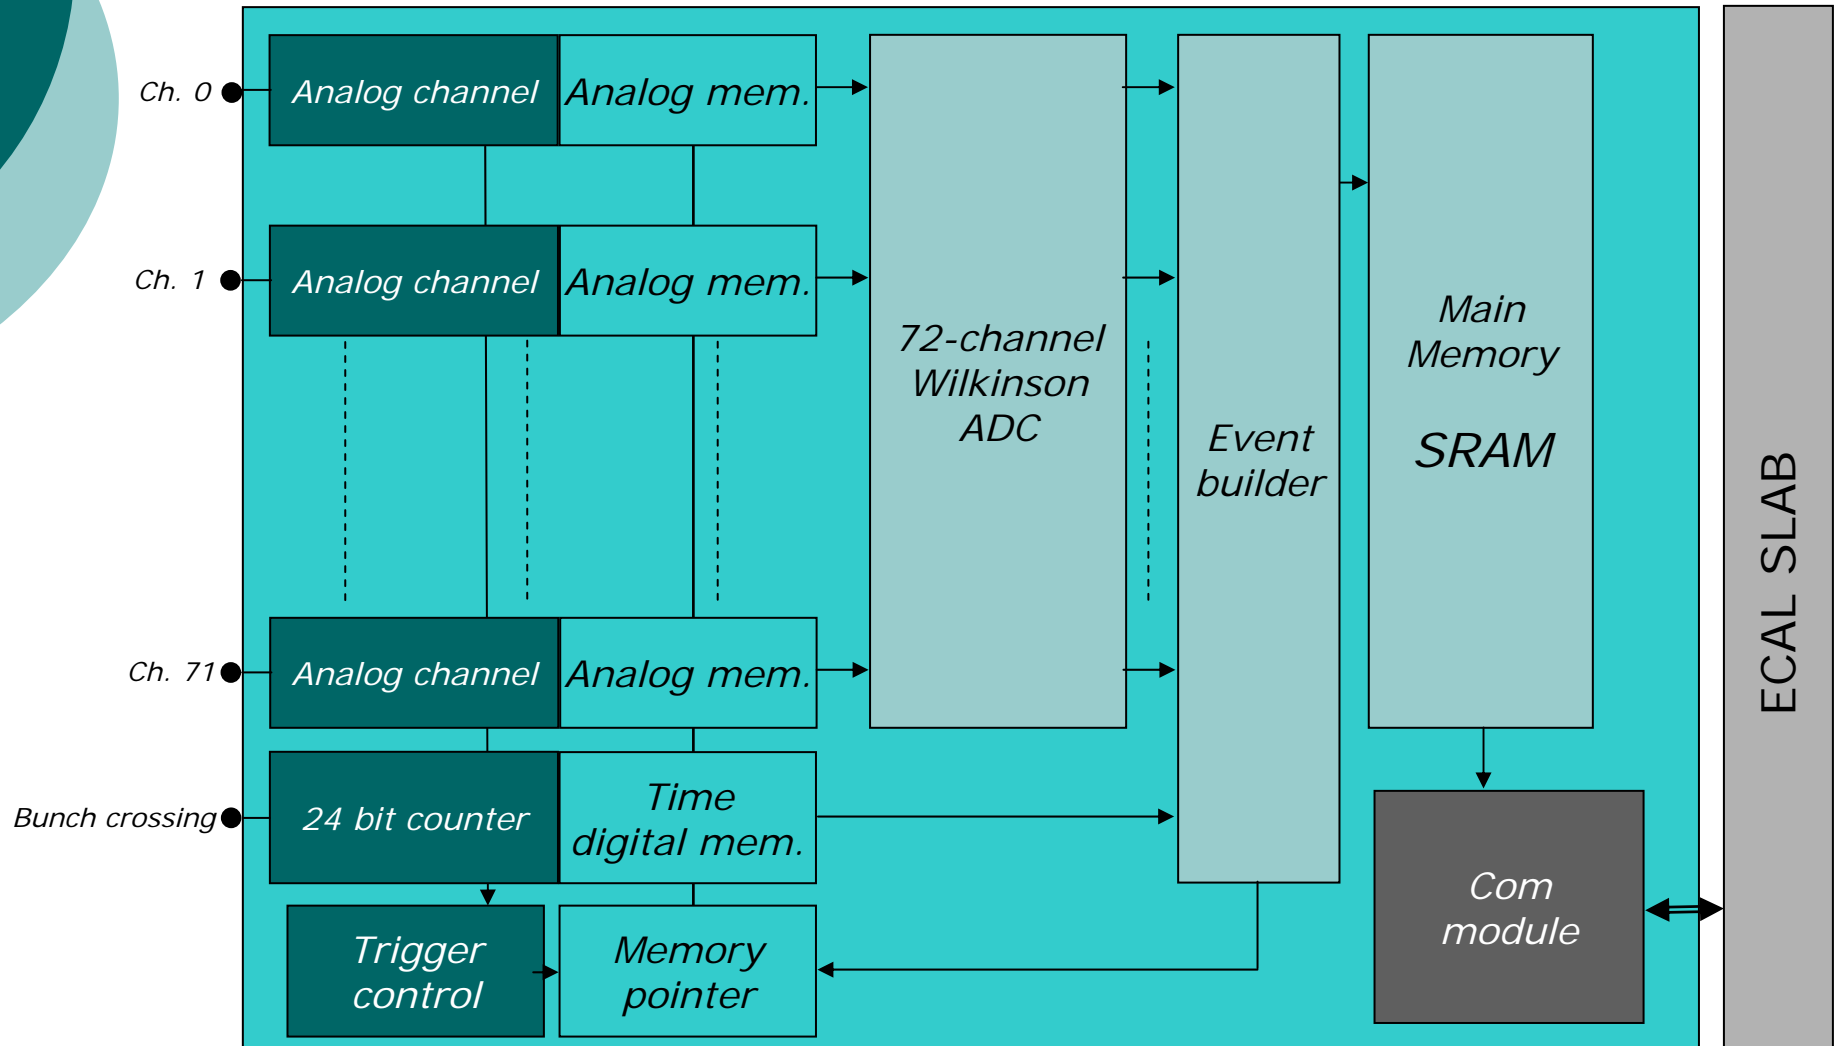 Ch. 0
Analog channel
Analog mem.
Ch. 1
Analog channel
Analog mem.
72-channel
Wilkinson
ADC
Event
builder
Main
Memory
SRAM
Ch. 71
Analog channel
Analog mem.
Bunch crossing
24 bit counter
Time
digital mem.
Trigger
control
Memory
pointer
Com
module
ECAL SLAB